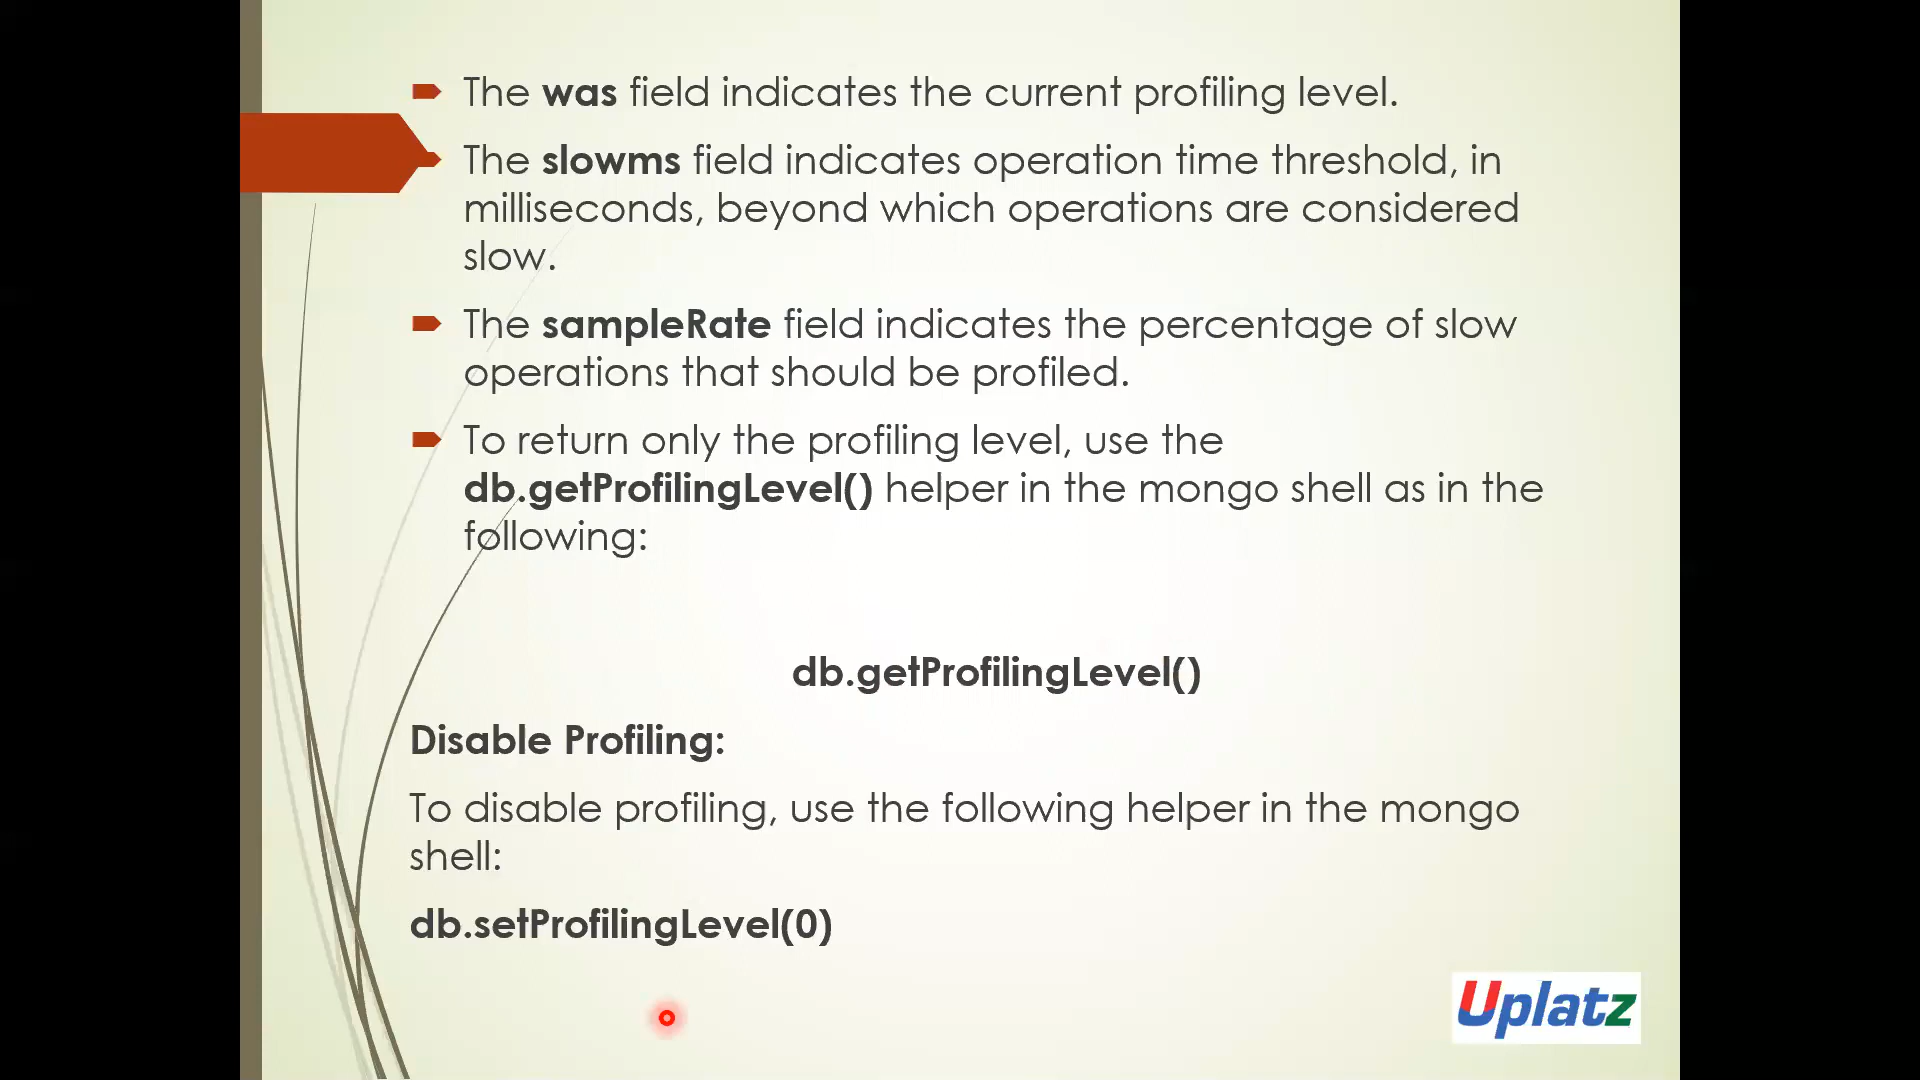 The was field indicates the current profiling level.
The slowms field indicates operation time threshold, in
milliseconds, beyond which operations are considered
slow.
The sampleRate field indicates the percentage of slow
operations that should be profiled.
To return only the profiling level, use the
db.getProfilingLevel() helper in the mongo shell as in the
following:
db.getProfilingLevel()
Disable Profiling:
To disable profiling, use the following helper in the mongo
shell:
db.setProfilingLevel(0)
Uplatz